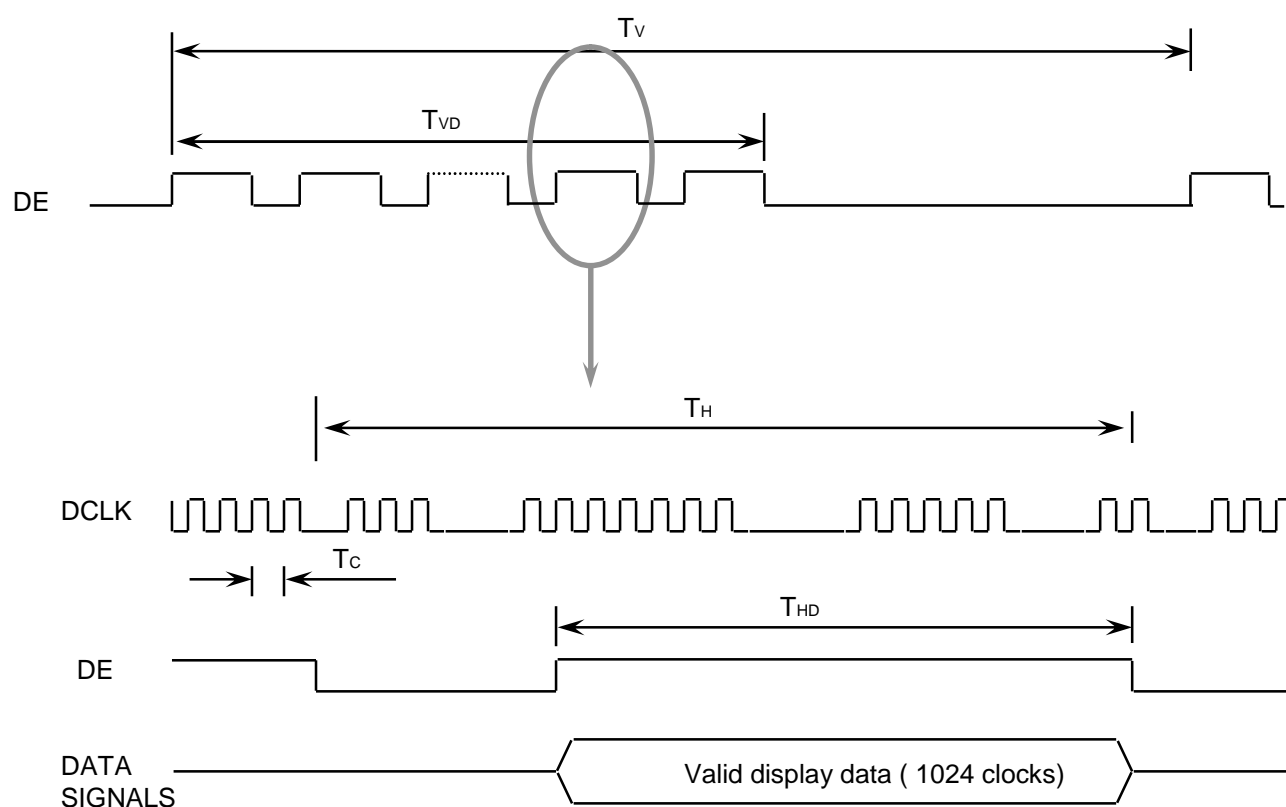 TV
TVD
DE
TH
DCLK
TC
THD
DE
DATA
SIGNALS
Valid display data ( 1024 clocks)